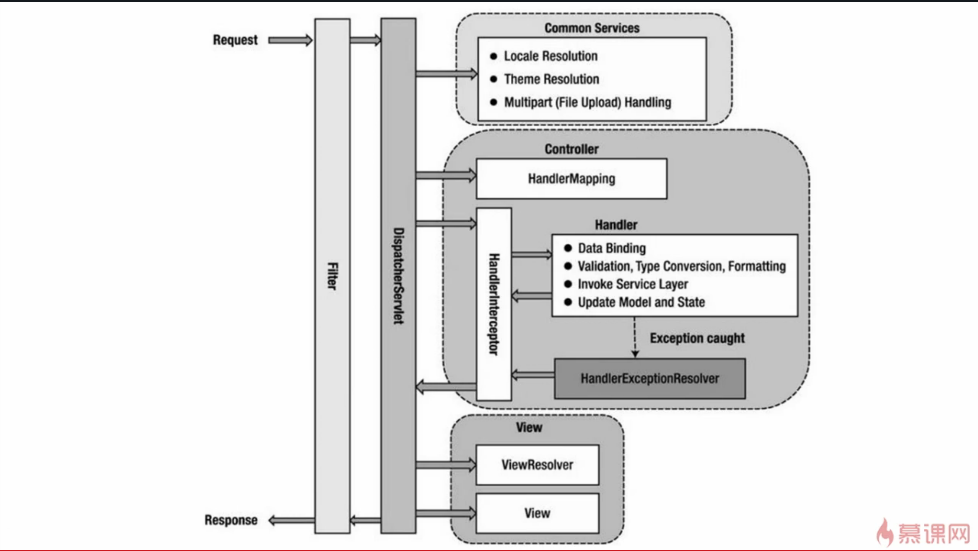 Request
Filter
DispatcherServlet
Common Services
● Locale Resolution
● Theme Resolution
● Multipart (File Upload) Handling
Controller
HandlerMapping
HandlerInterceptor
Handler
● Data Binding
● Validation, Type Conversion, Formatting
● Invoke Service Layer
● Update Model and State
Exception caught
HandlerExceptionResolver
View
ViewResolver
View
Response
慕课网